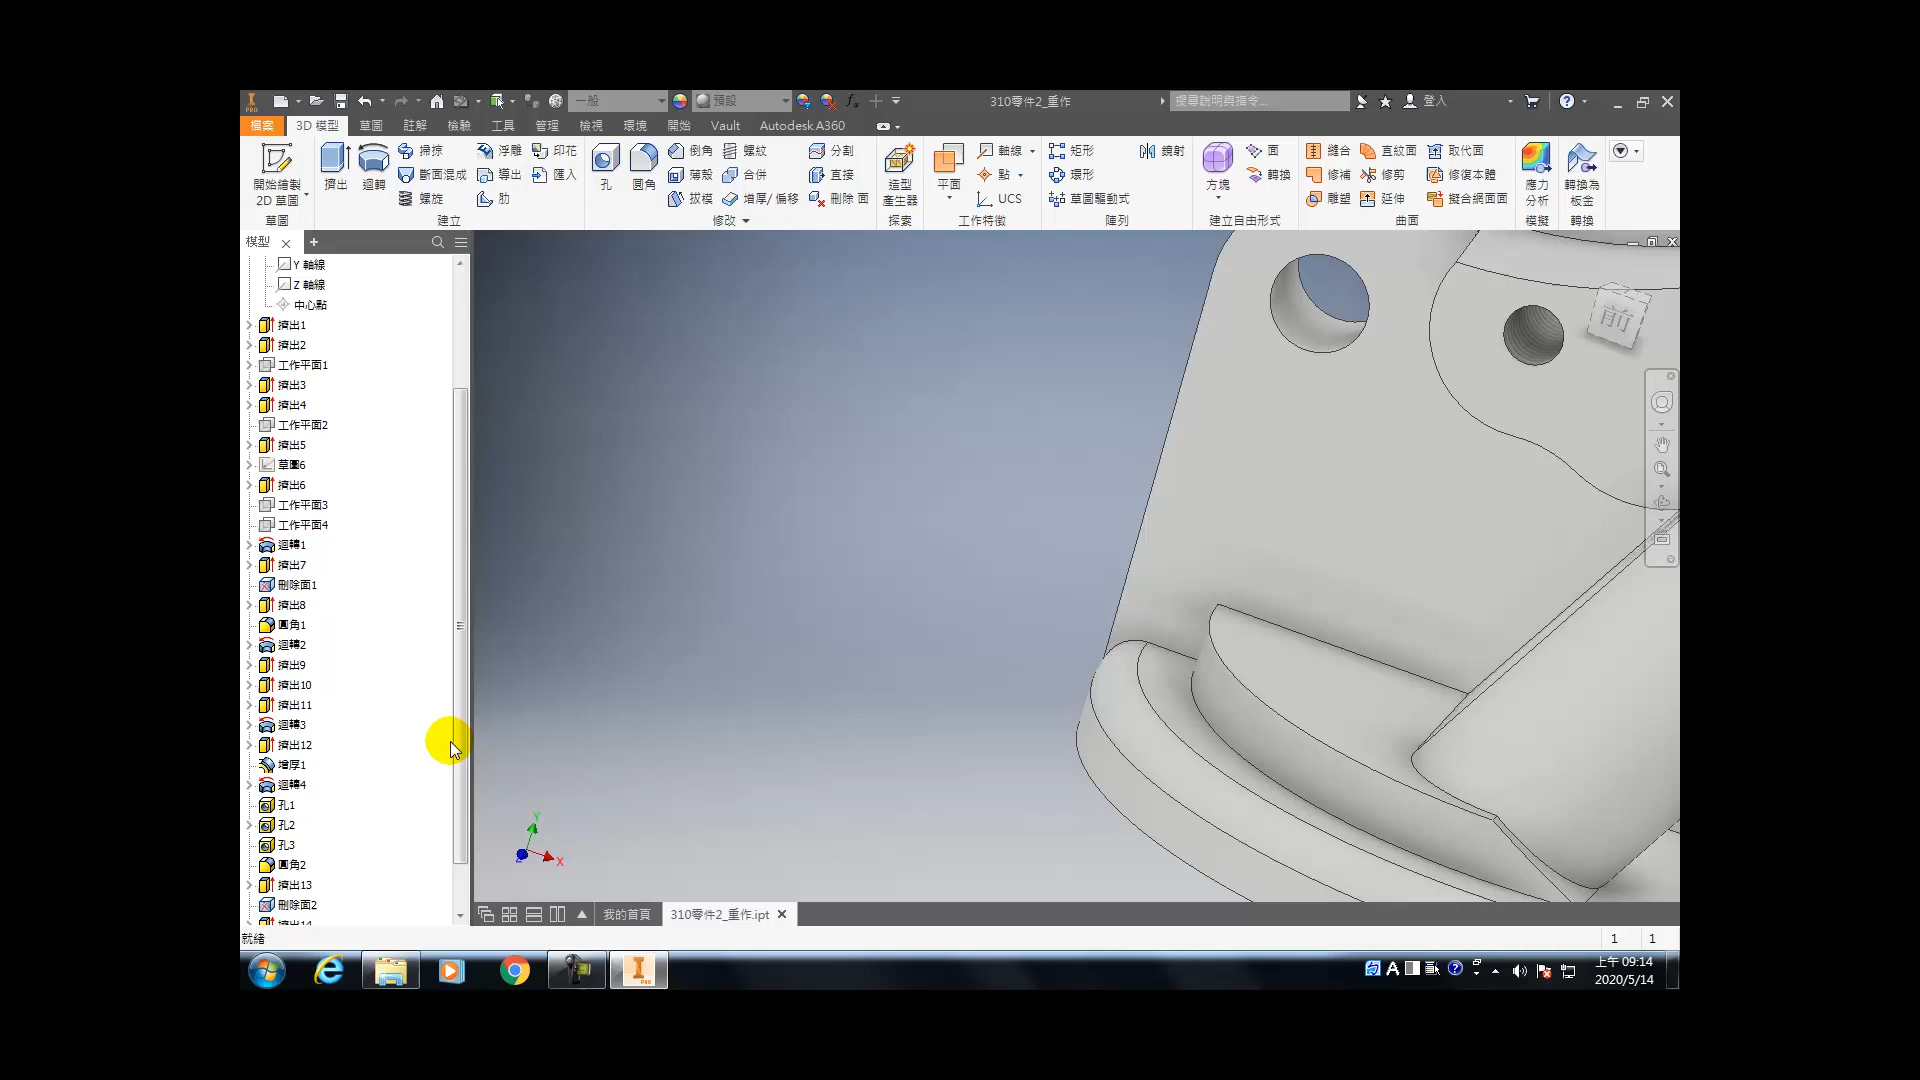 一般
預設
310零件2_重作
搜尋說明與指令...
登入
檔案
3D 模型
草圖
註解
檢驗
工具
管理
檢視
環境
開始
Vault
Autodesk A360
開始繪製
2D 草圖
擠出
迴轉
掃掠
斷面混成
螺旋
浮雕
導出
肋
印花
匯入
孔
圓角
倒角
薄殼
拔模
螺紋
合併
增厚/ 偏移
分割
直接
刪除 面
造型
產生器
平面
軸線
點
UCS
矩形
環形
草圖驅動式
鏡射
方塊
面
轉換
縫合
修補
雕塑
直紋面
修剪
延伸
取代面
修復本體
擬合網面面
應力
分析
轉換為
板金
草圖
建立
修改
探索
工作特徵
陣列
建立自由形式
曲面
模擬
轉換
模型
Y 軸線
Z 軸線
中心點
擠出1
擠出2
工作平面1
擠出3
擠出4
工作平面2
擠出5
草圖6
擠出6
工作平面3
工作平面4
迴轉1
擠出7
刪除面1
擠出8
圓角1
迴轉2
擠出9
擠出10
擠出11
迴轉3
擠出12
增厚1
迴轉4
孔1
孔2
孔3
圓角2
擠出13
刪除面2
擠出14
前
Y
X
Z
我的首頁
310零件2_重作.ipt
就緒
1
1
上午 09:14
2020/5/14